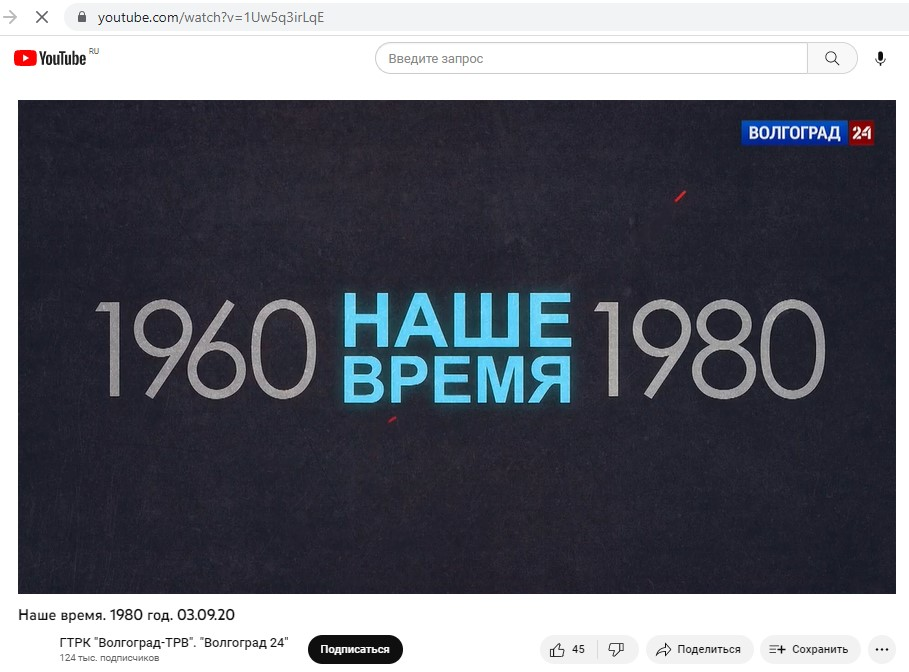 youtube.com/watch?v=1Uw5q3irLqE
YouTube RU
Введите запрос
ВОЛГОГРАД 24
1960 НАШЕ ВРЕМЯ 1980
Наше время. 1980 год. 03.09.20
ГТРК "Волгоград-ТРВ". "Волгоград 24"
124 тыс. подписчиков
Подписаться
45
Поделиться
Сохранить